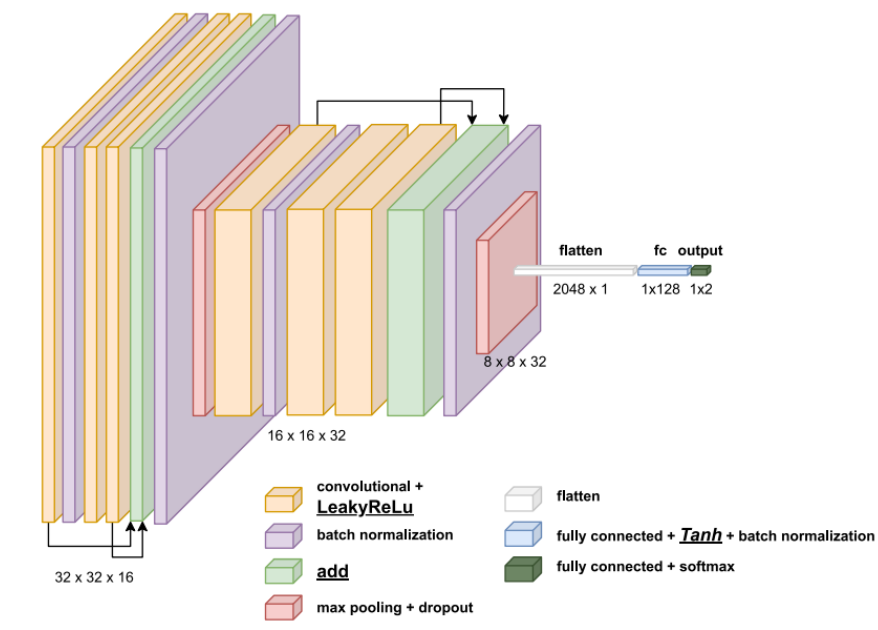 flatten
fc output
2048 x 1
1x128 1x2
8 x 8 x 32
16 x 16 x 32
32 x 32 x 16
convolutional +
LeakyReLu
batch normalization
add
max pooling + dropout
flatten
fully connected + Tanh + batch normalization
fully connected + softmax